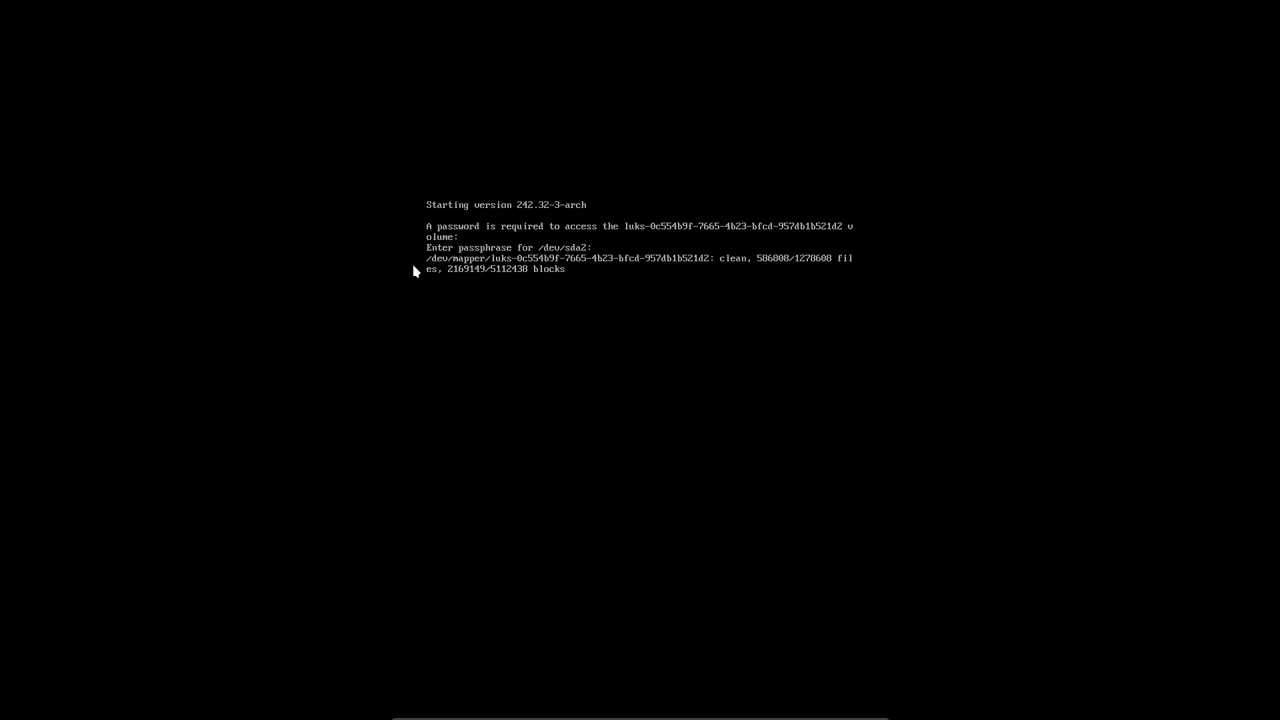 Starting version 242.32-3-arch
A password is required to access the luks-0c554b9f-7665-4b23-bfcd-957db1b521d2 v
olume:
Enter passphrase for /dev/sda2:
/dev/mapper/luks-0c554b9f-7665-4b23-bfcd-957db1b521d2: clean, 586808/1278608 fil
es, 2169149/5112438 blocks